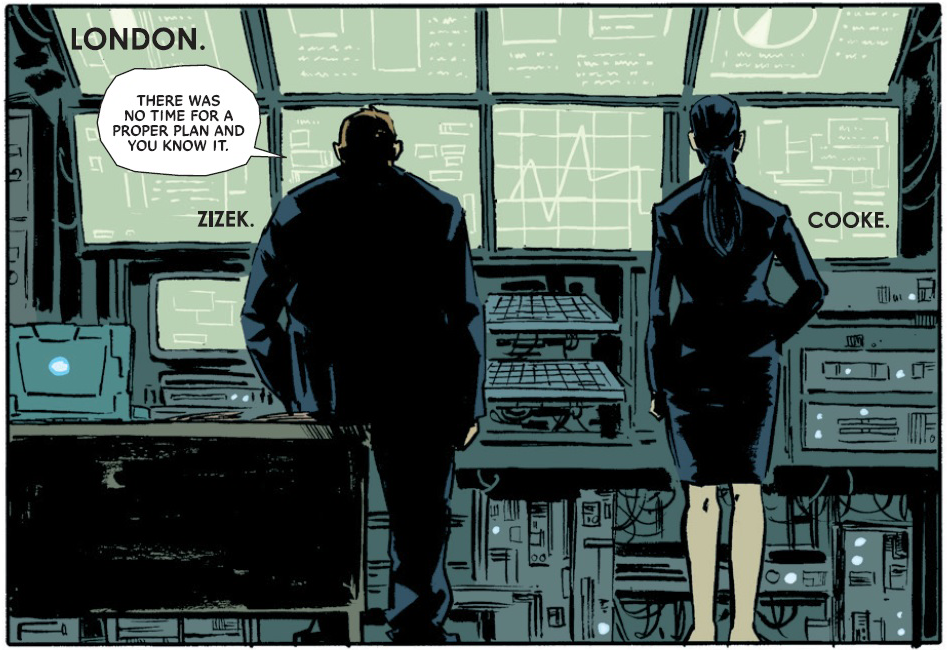 LONDON.
THERE WAS
NO TIME FOR A
PROPER PLAN AND
YOU KNOW IT.
ZIZEK.
COOKE.